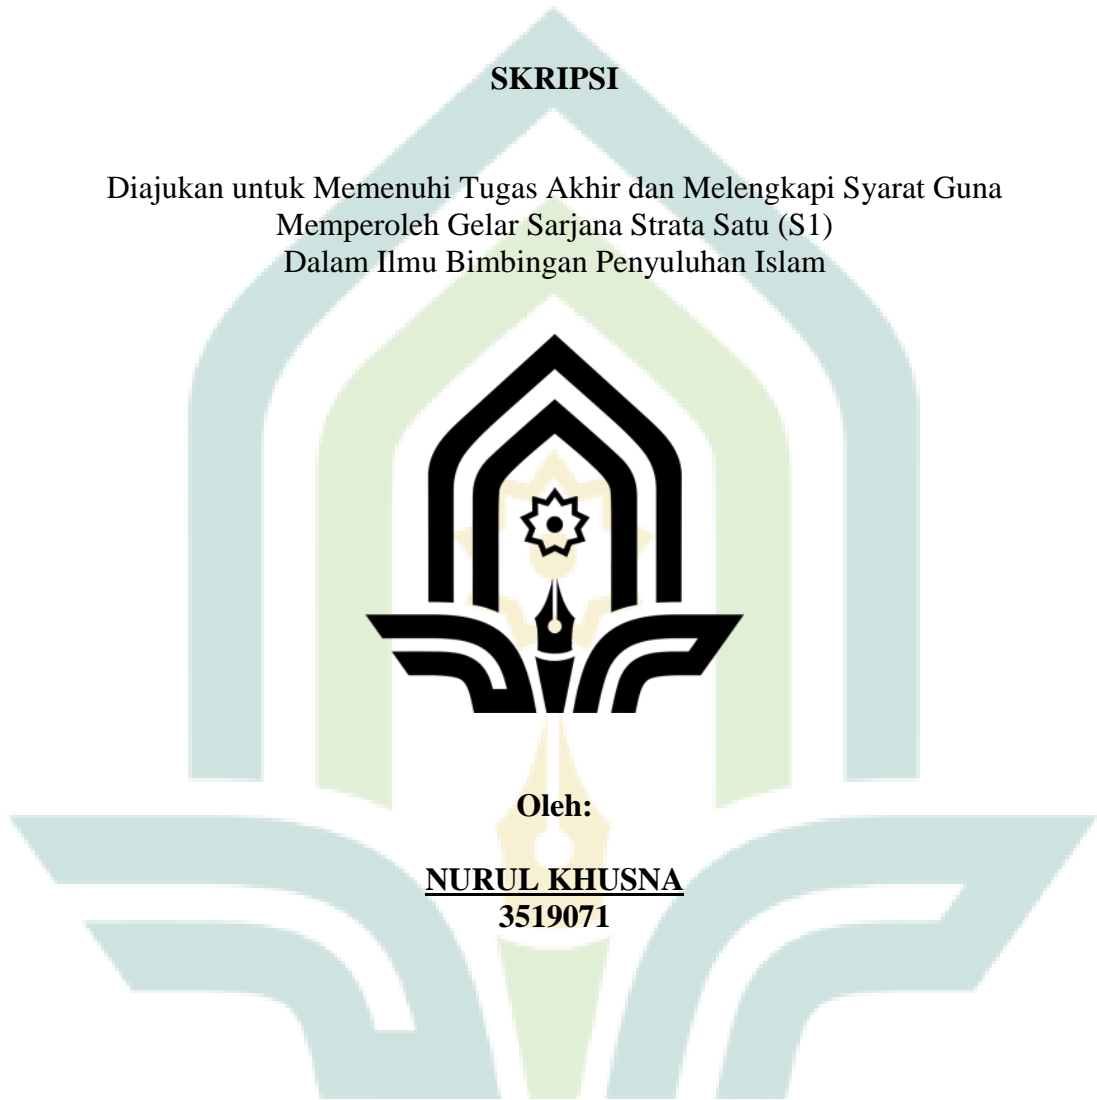 SKRIPSI
Diajukan untuk Memenuhi Tugas Akhir dan Melengkapi Syarat Guna
Memperoleh Gelar Sarjana Strata Satu (S1)
Dalam Ilmu Bimbingan Penyuluhan Islam
Oleh:
NURUL KHUSNA
3519071